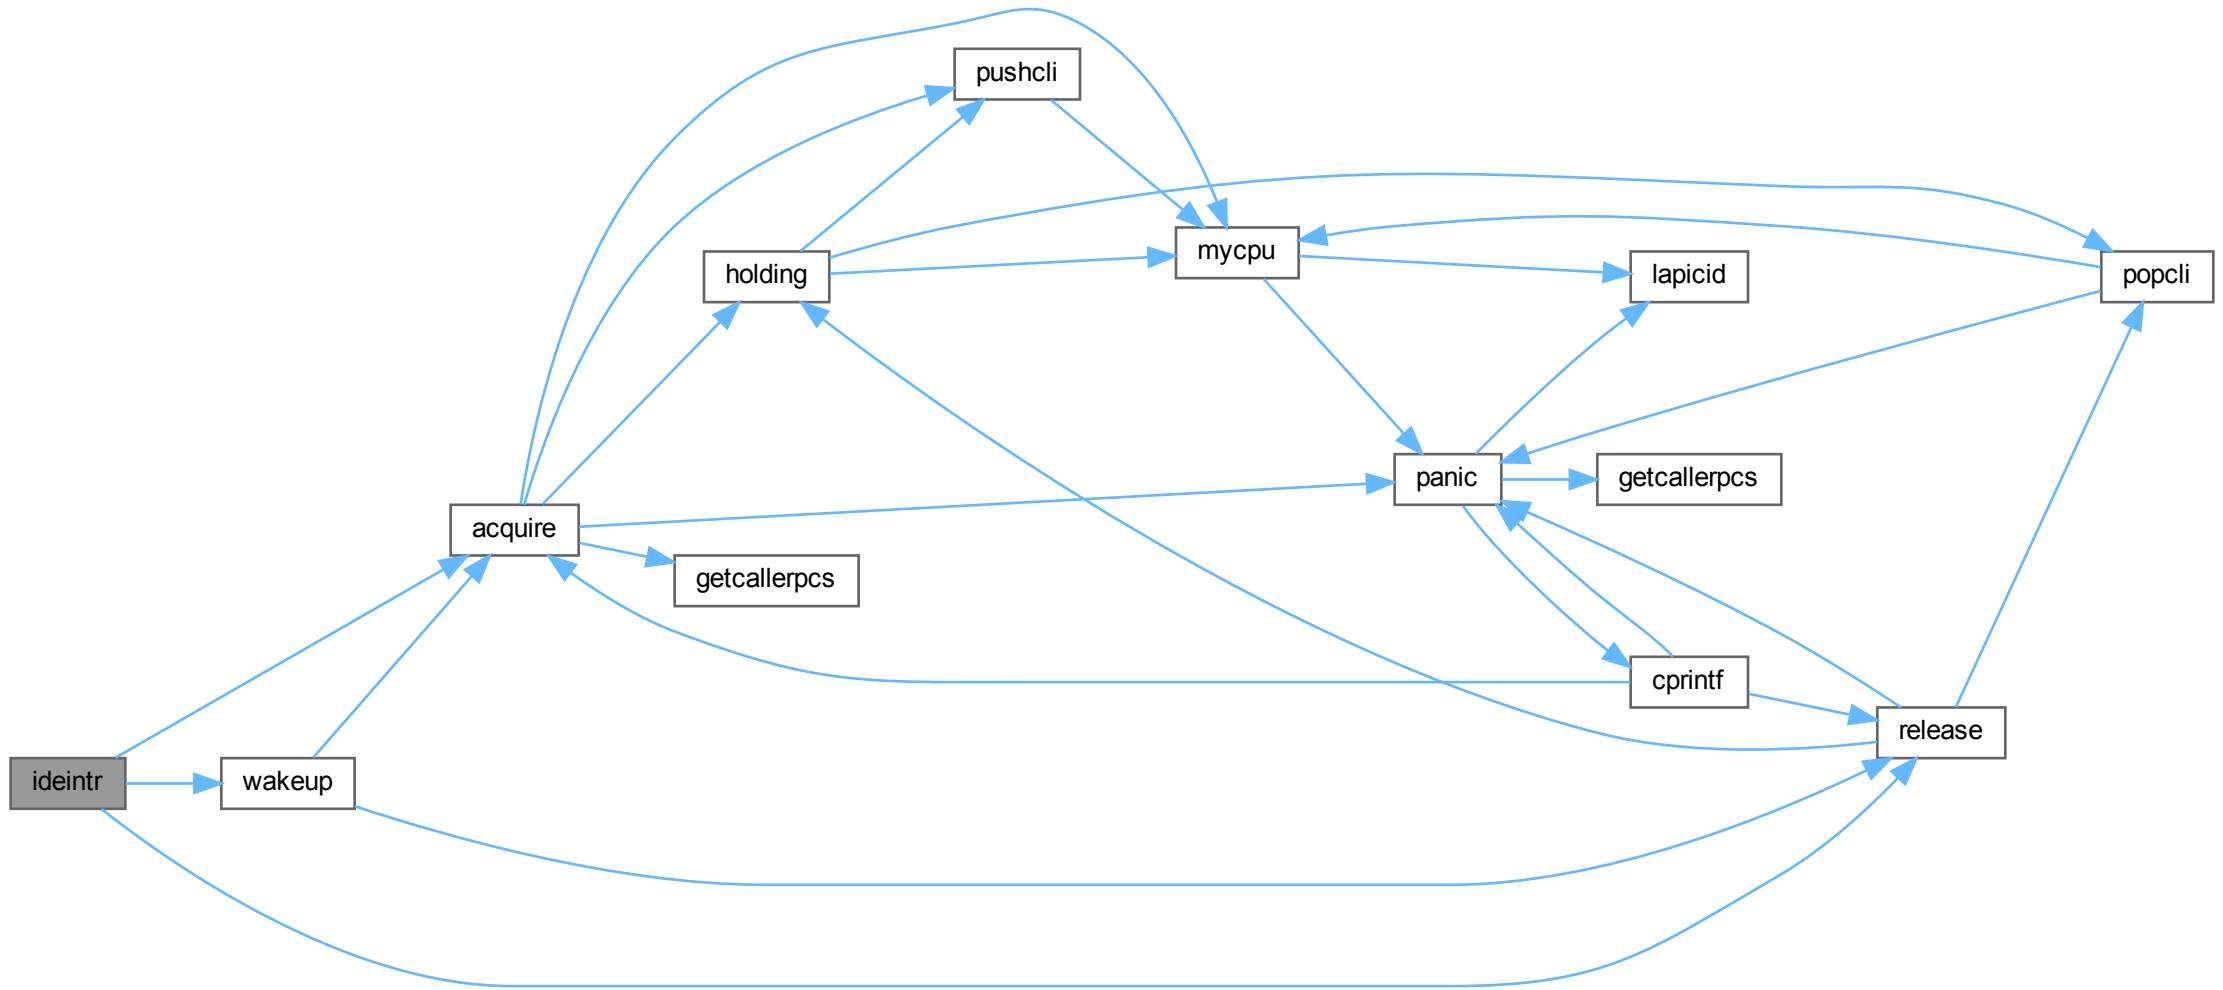 pushcli
holding
mycpu
lapicid
popcli
panic
getcallerpcs
acquire
getcallerpcs
cprintf
release
ideintr
wakeup